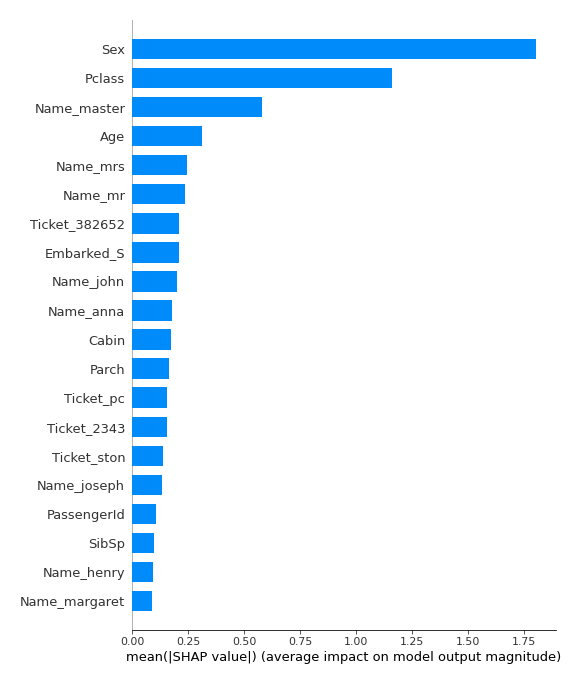 Sex
Pclass
Name_master
Age
Name_mrs
Name_mr
Ticket_382652
Embarked_S
Name_john
Name_anna
Cabin
Parch
Ticket_pc
Ticket_2343
Ticket_ston
Name_joseph
PassengerId
SibSp
Name_henry
Name_margaret
0.00 0.25 0.50 0.75 1.00 1.25 1.50 1.75
mean(|SHAP value|) (average impact on model output magnitude)